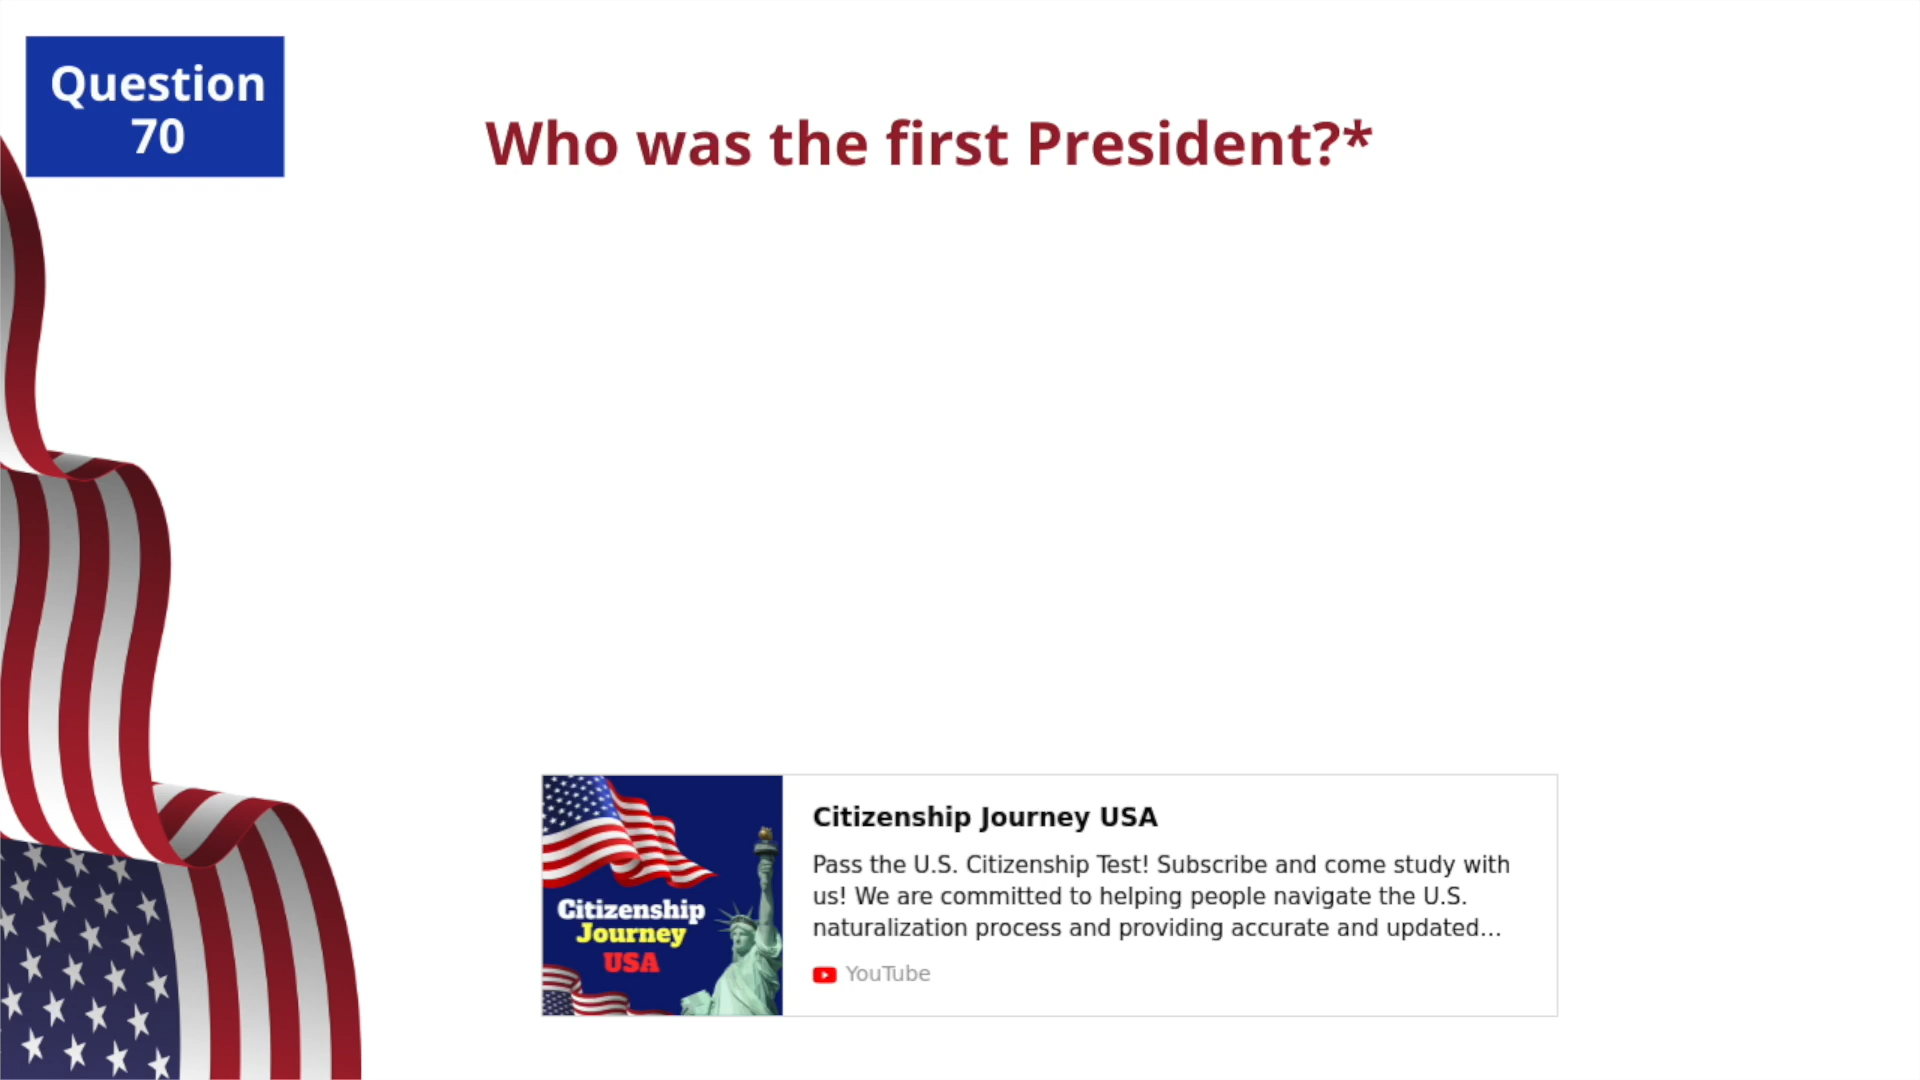 Question
70
Who was the first President?*
Citizenship
Journey
USA
Citizenship Journey USA
Pass the U.S. Citizenship Test! Subscribe and come study with
us! We are committed to helping people navigate the U.S.
naturalization process and providing accurate and updated...
YouTube